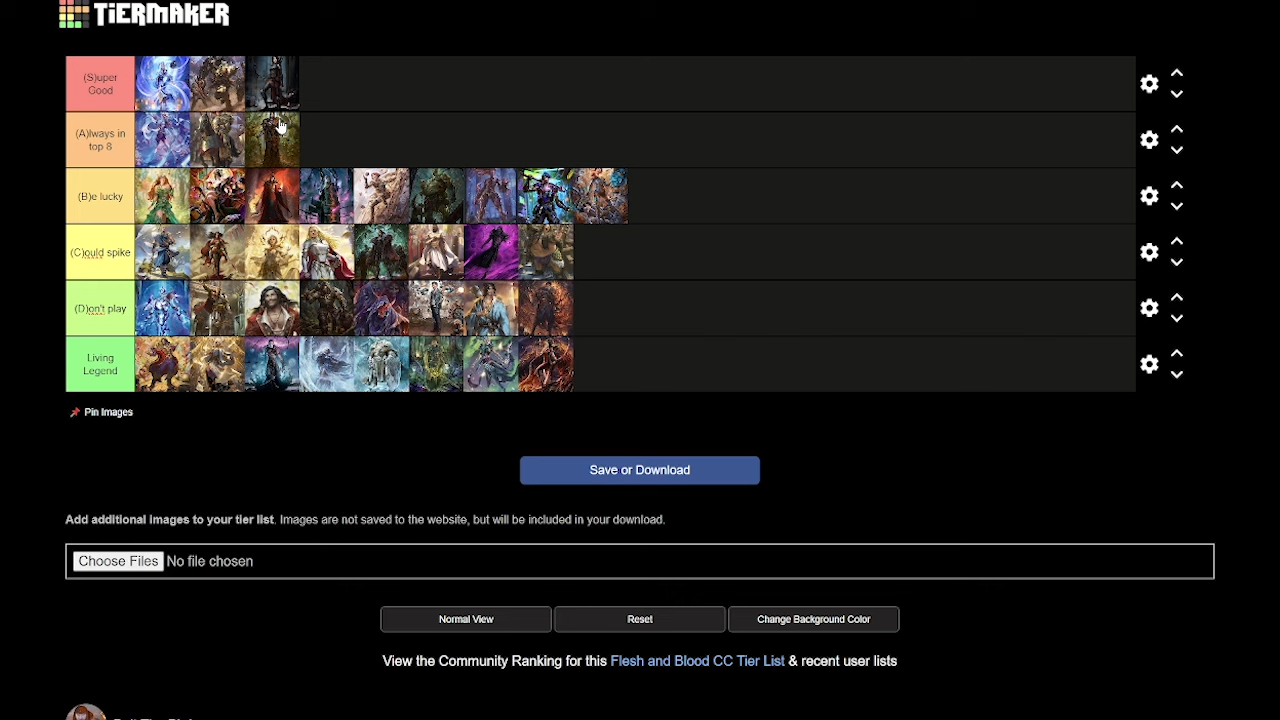 TiERMAKER
(S)uper
Good
(A)lways in
top 8
(B)e lucky
(C)ould spike
(D)on't play
Living
Legend
Pin Images
Save or Download
Add additional images to your tier list. Images are not saved to the website, but will be included in your download.
Choose Files No file chosen
Normal View
Reset
Change Background Color
View the Community Ranking for this Flesh and Blood CC Tier List & recent user lists